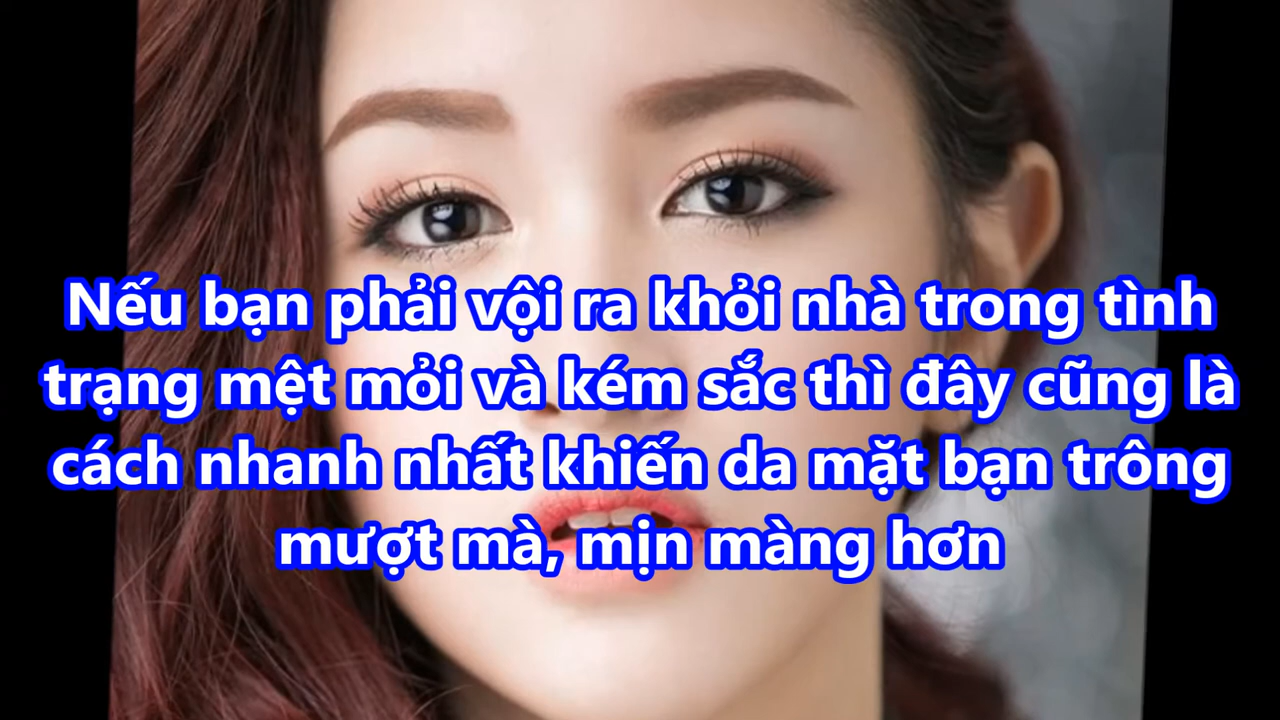 Nếu bạn phải vội ra khỏi nhà trong tình
trạng mệt mỏi và kém sắc thì đây cũng là
cách nhanh nhất khiến da mặt bạn trông
mượt mà, mịn màng hơn